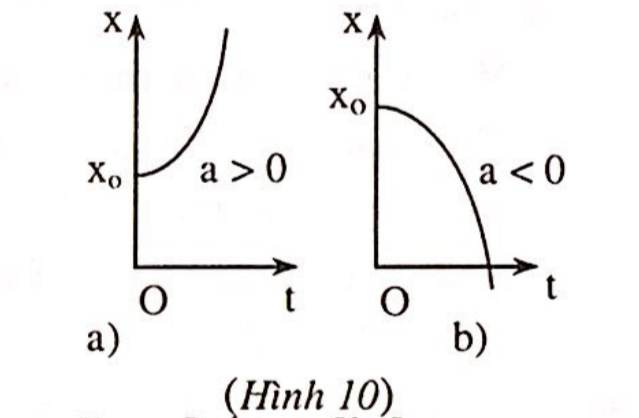 x
x
x₀
x₀
a > 0
a < 0
O
t
O
t
a)
b)
(Hình 10)